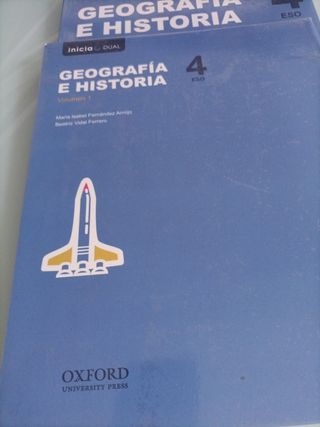 GEOGRAFÍA
E HISTORIA
4
ESO
inicia DUAL
GEOGRAFÍA
E HISTORIA
4
ESO
Volumen 1
María Isabel Fernández Arroyo
Beatriz Vidal Ferrero
OXFORD
UNIVERSITY PRESS